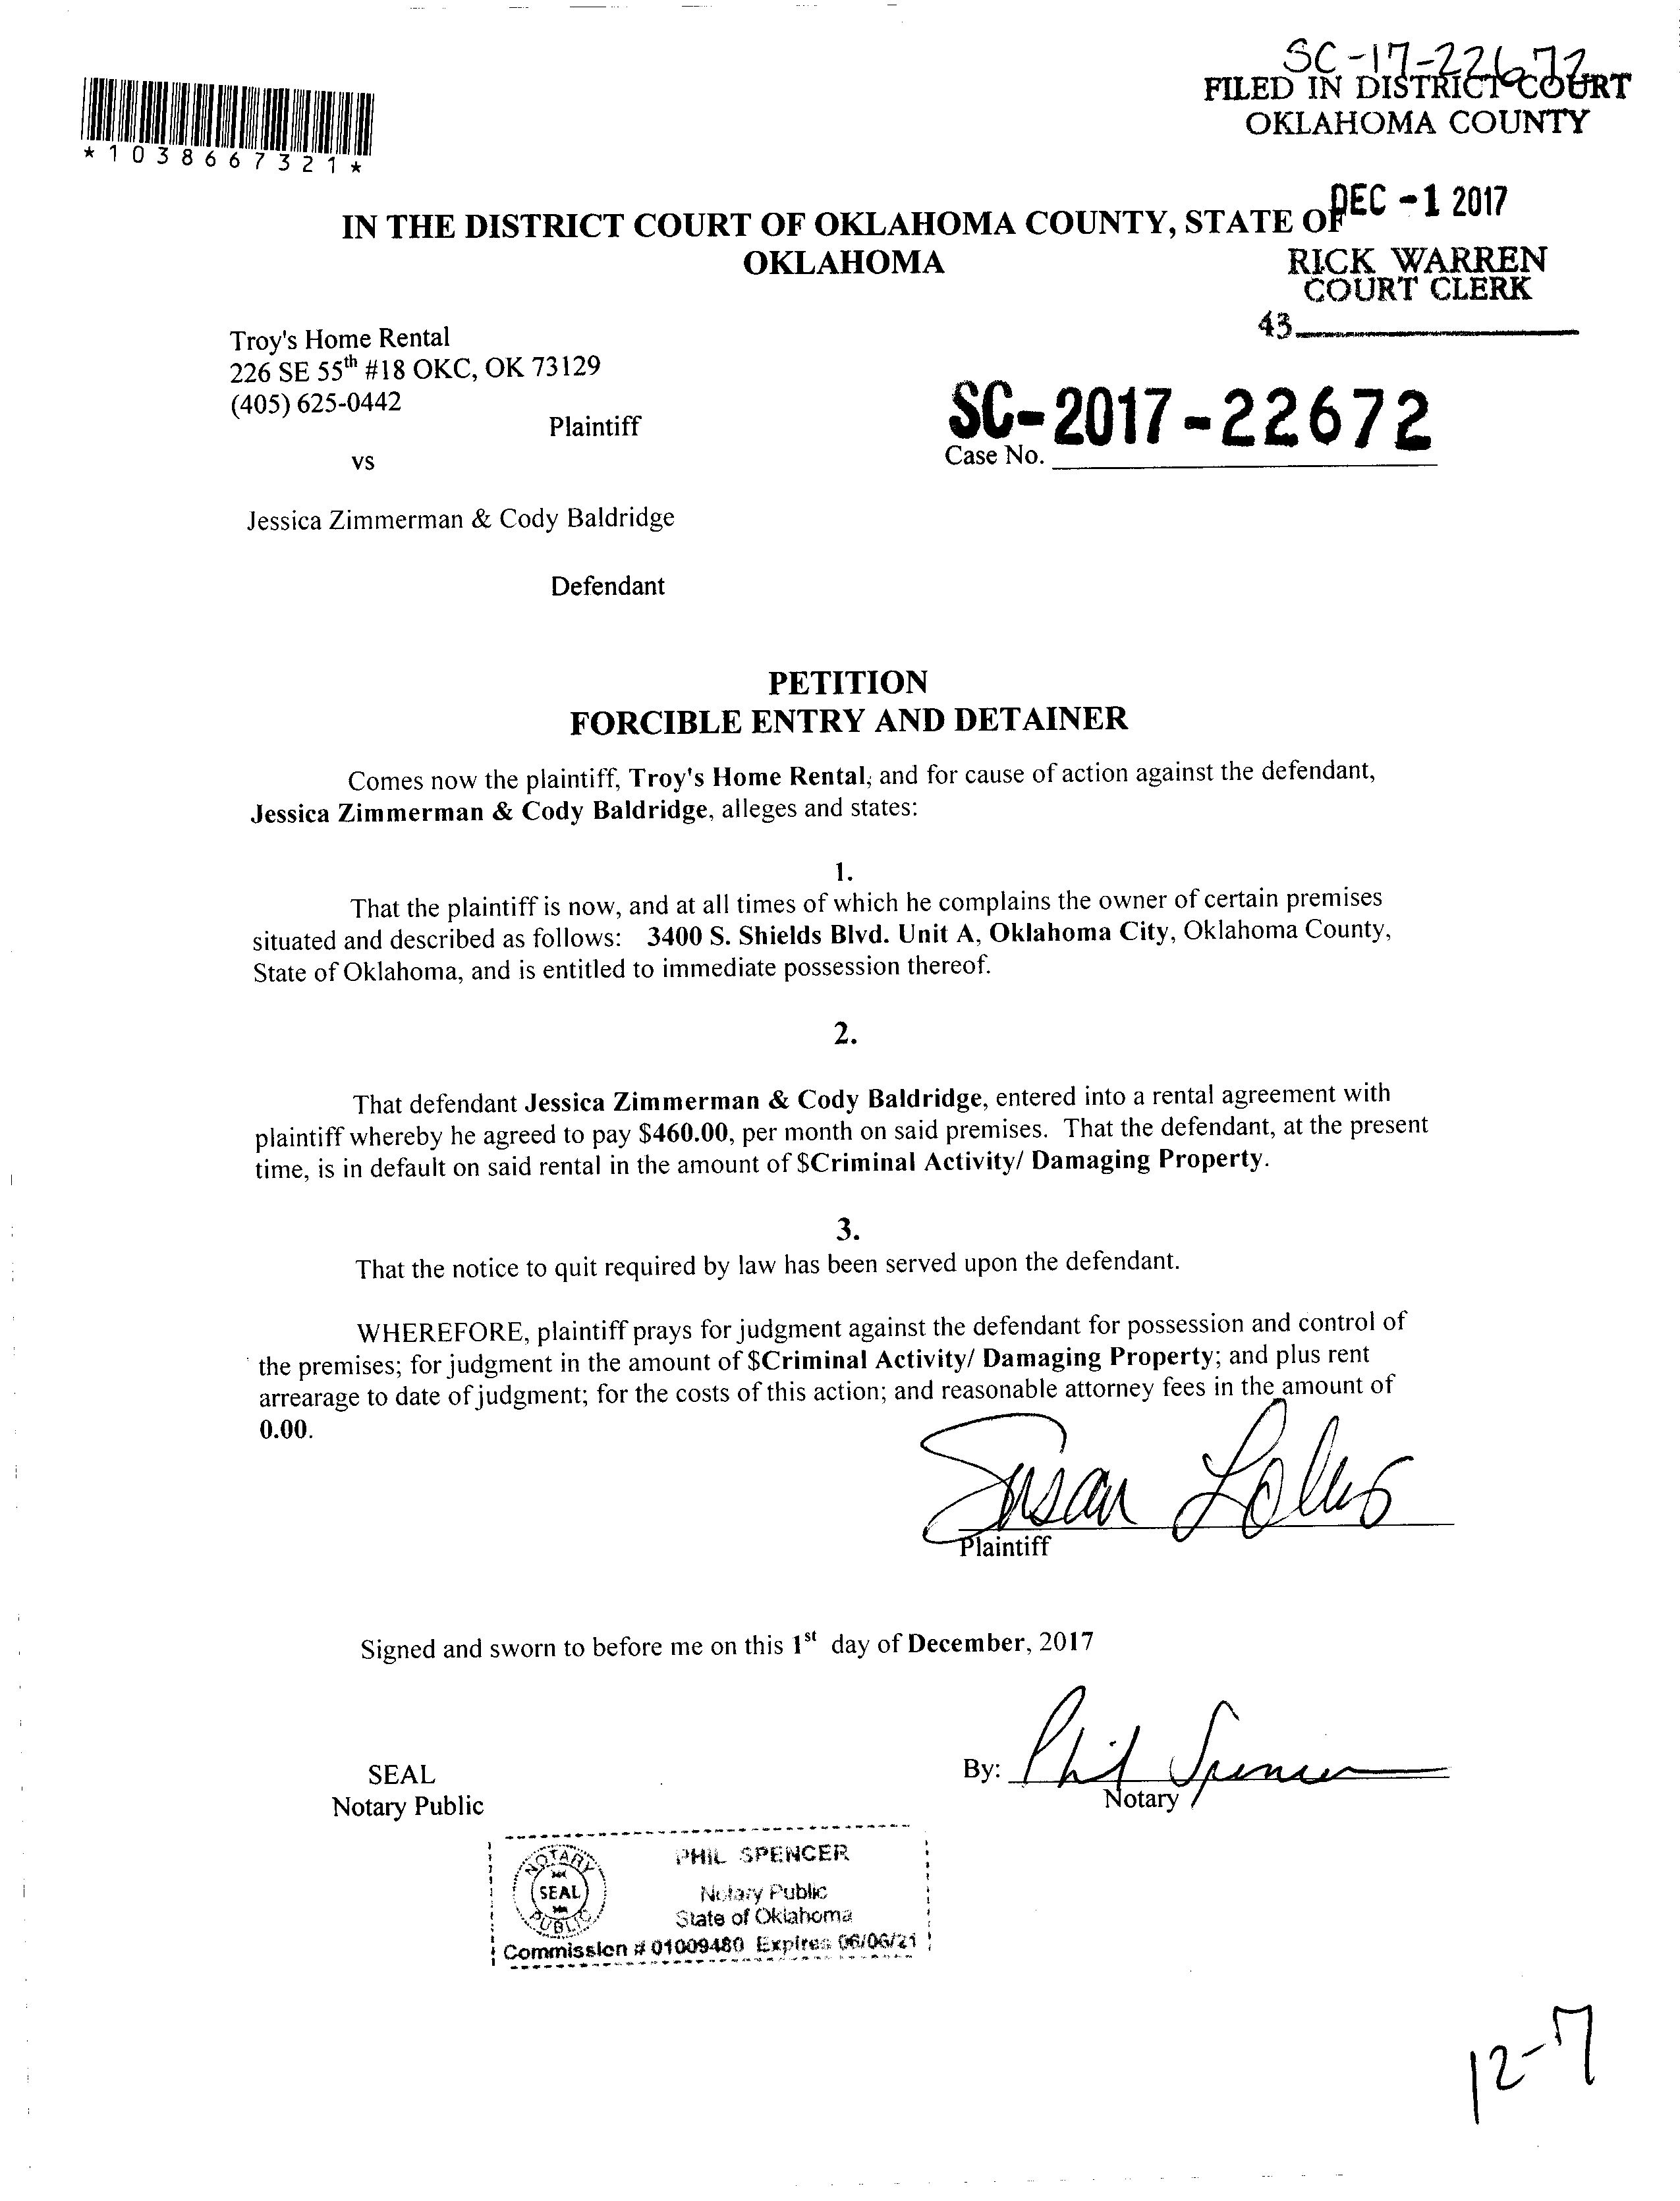 SC-17-22672
FILED IN DISTRICT COURT
OKLAHOMA COUNTY
*1038667321*
DEC -1 2017
IN THE DISTRICT COURT OF OKLAHOMA COUNTY, STATE OF
OKLAHOMA
RICK WARREN
COURT CLERK
43
Troy's Home Rental
226 SE 55th #18 OKC, OK 73129
(405) 625-0442
Plaintiff
SC-2017-22672
Case No.
vs
Jessica Zimmerman & Cody Baldridge
Defendant
PETITION
FORCIBLE ENTRY AND DETAINER
Comes now the plaintiff, Troy's Home Rental, and for cause of action against the defendant,
Jessica Zimmerman & Cody Baldridge, alleges and states:
1.
That the plaintiff is now, and at all times of which he complains the owner of certain premises
situated and described as follows: 3400 S. Shields Blvd. Unit A, Oklahoma City, Oklahoma County,
State of Oklahoma, and is entitled to immediate possession thereof.
2.
That defendant Jessica Zimmerman & Cody Baldridge, entered into a rental agreement with
plaintiff whereby he agreed to pay $460.00, per month on said premises. That the defendant, at the present
time, is in default on said rental in the amount of $Criminal Activity/ Damaging Property.
3.
That the notice to quit required by law has been served upon the defendant.
WHEREFORE, plaintiff prays for judgment against the defendant for possession and control of
the premises; for judgment in the amount of $Criminal Activity/ Damaging Property; and plus rent
arrearage to date of judgment; for the costs of this action; and reasonable attorney fees in the amount of
0.00.
Susan
Plaintiff
Signed and sworn to before me on this 1st day of December, 2017
SEAL
Notary Public
By: Phil Spencer
Notary
NOTARY SEAL PUBLIC
PHIL SPENCER
Notary Public
State of Oklahoma
Commission # 01009480 Expires 06/06/21
12-7